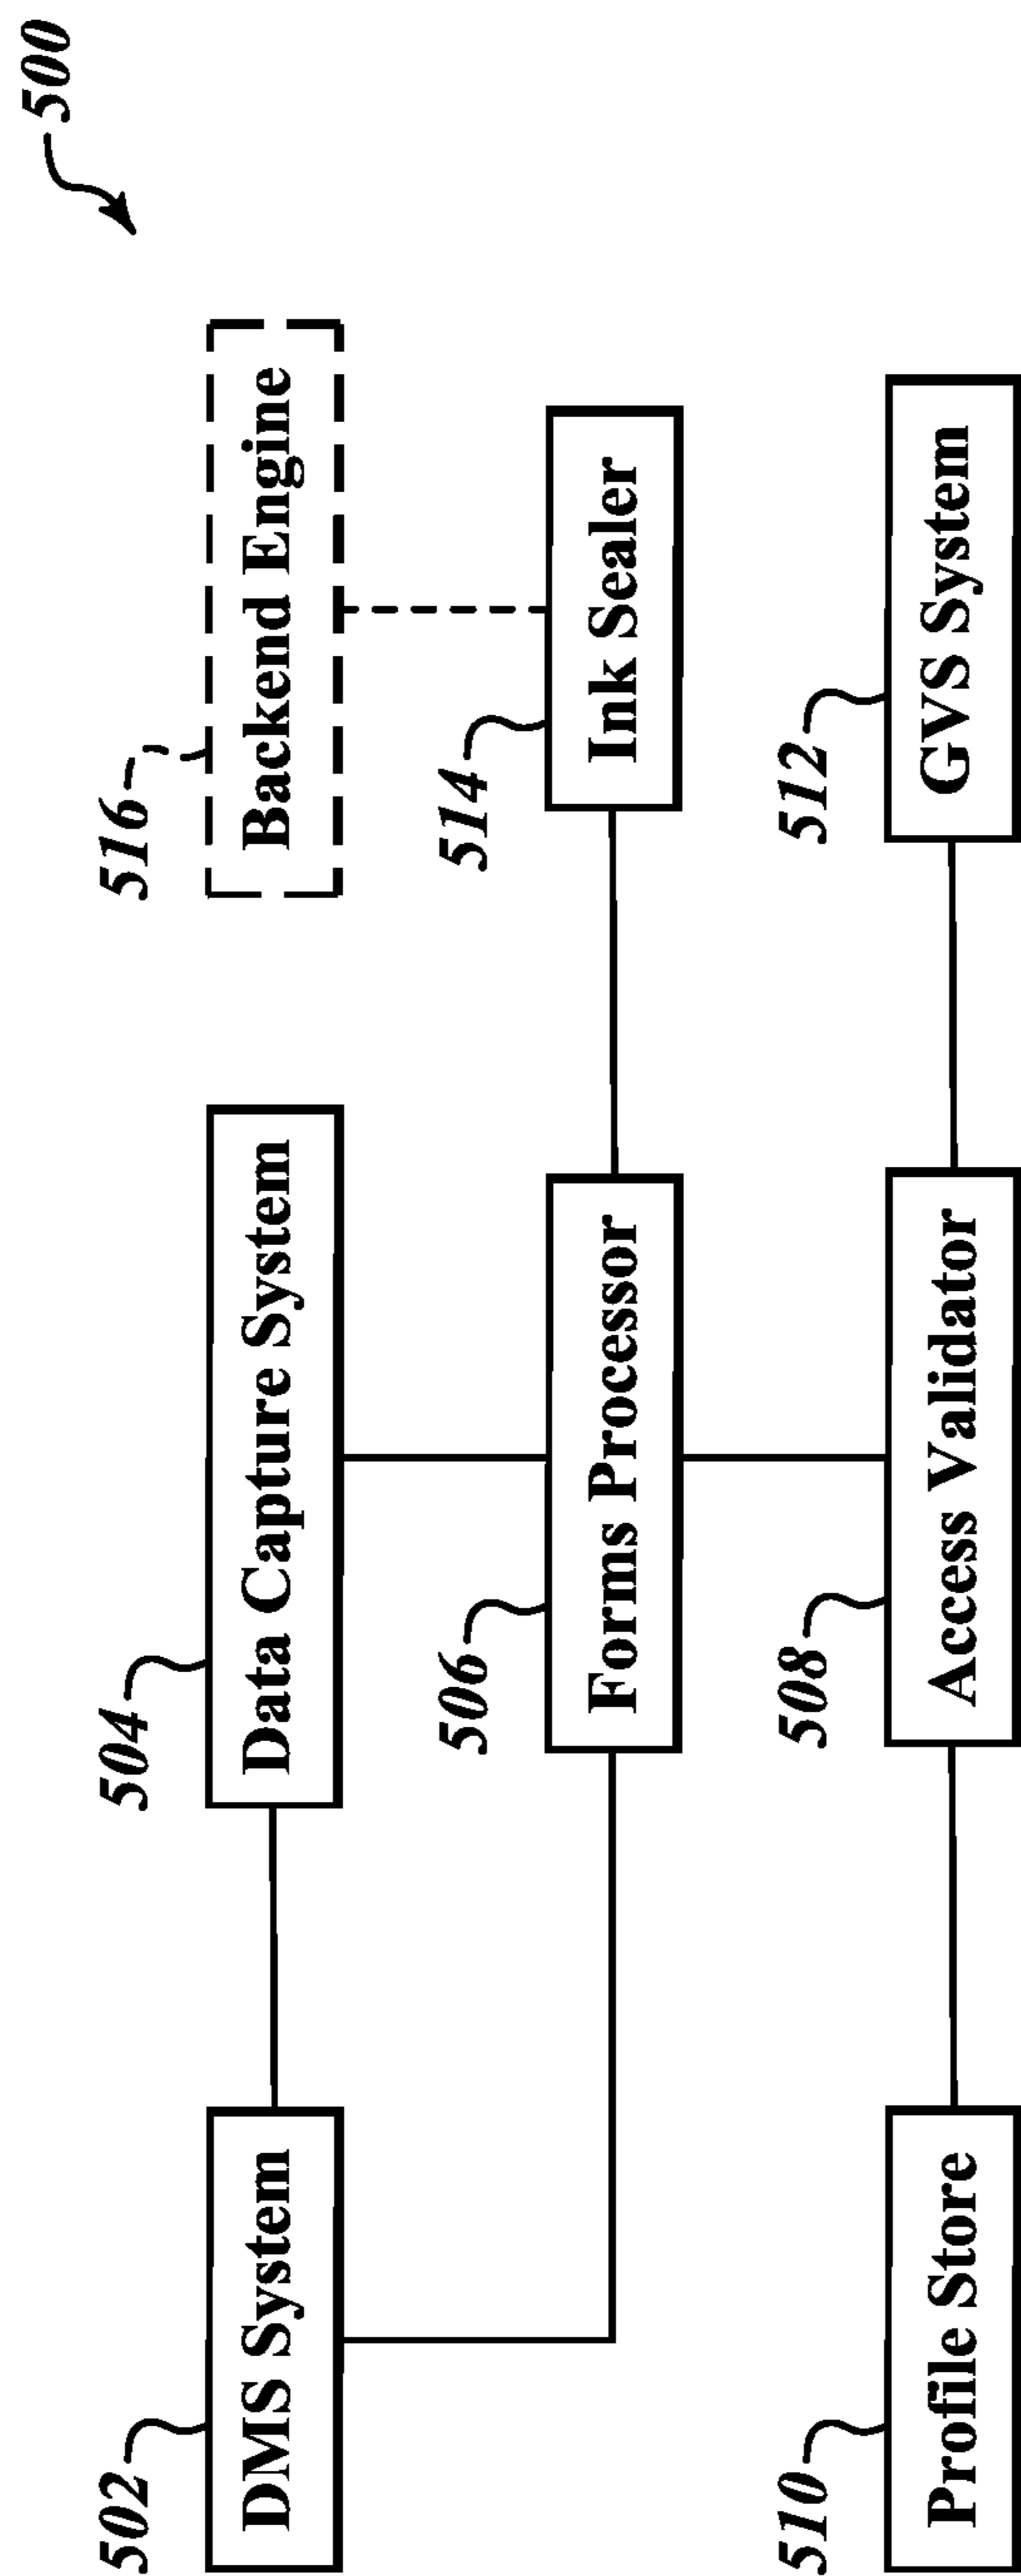 500
502
DMS System
504
Data Capture System
516
Backend Engine
506
Forms Processor
514
Ink Sealer
510
Profile Store
508
Access Validator
512
GVS System